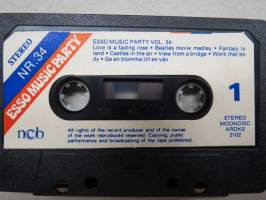 STEREO
NR. 34
ESSO MUSIC PARTY
ESSO MUSIC PARTY VOL. 34:
Love is a fading rose • Beatles movie medley • Fantasy Is-
land • Castles in the air • View from a bridge • Work that bo-
dy • Ge en blomma till en vän
1
ncb
All rights of the record producer and of the owner
of the work reproduced reserved. Copying, public
performance and broadcasting of the tape prohibited.
STEREO
MOONDISC
ARDKS
2102